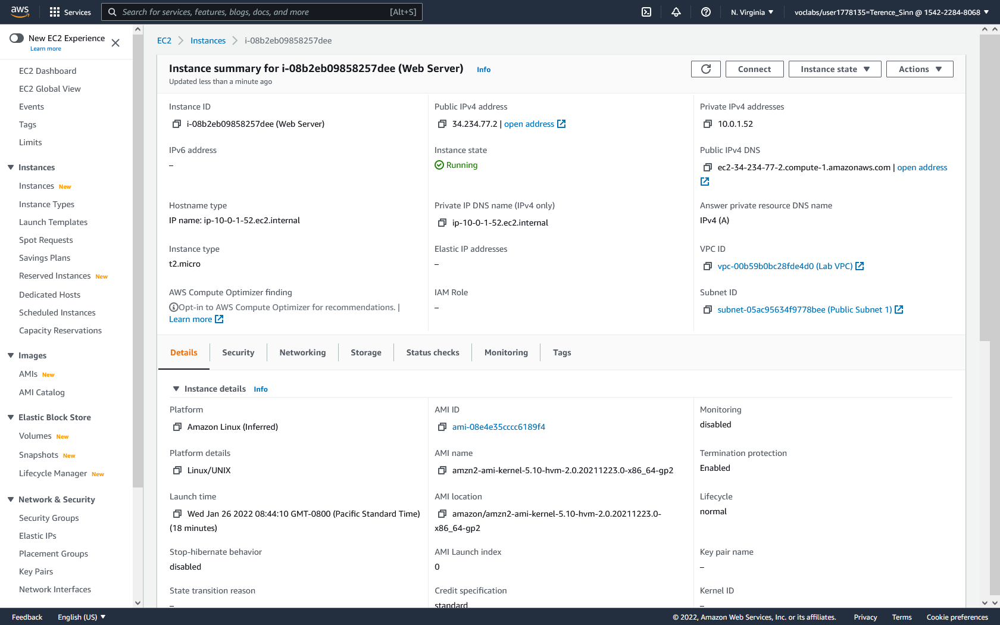 aws
Services
Search for services, features, blogs, docs, and more
[Alt+S]
N. Virginia
voclabs/user1778135=Terence_Sinn @ 1542-2284-8068
New EC2 Experience
Learn more
EC2 Dashboard
EC2 Global View
Events
Tags
Limits
Instances
Instances New
Instance Types
Launch Templates
Spot Requests
Savings Plans
Reserved Instances New
Dedicated Hosts
Scheduled Instances
Capacity Reservations
Images
AMIs New
AMI Catalog
Elastic Block Store
Volumes New
Snapshots New
Lifecycle Manager New
Network & Security
Security Groups
Elastic IPs
Placement Groups
Key Pairs
Network Interfaces
EC2
Instances
i-08b2eb09858257dee
Instance summary for i-08b2eb09858257dee (Web Server) Info
Updated less than a minute ago
Connect
Instance state
Actions
Instance ID
i-08b2eb09858257dee (Web Server)
Public IPv4 address
34.234.77.2 | open address
Private IPv4 addresses
10.0.1.52
IPv6 address
–
Instance state
Running
Public IPv4 DNS
ec2-34-234-77-2.compute-1.amazonaws.com | open address
Hostname type
IP name: ip-10-0-1-52.ec2.internal
Private IP DNS name (IPv4 only)
ip-10-0-1-52.ec2.internal
Answer private resource DNS name
IPv4 (A)
Instance type
t2.micro
Elastic IP addresses
–
VPC ID
vpc-00b59b0bc28fde4d0 (Lab VPC)
AWS Compute Optimizer finding
Opt-in to AWS Compute Optimizer for recommendations. |
Learn more
IAM Role
–
Subnet ID
subnet-05ac95634f9778bee (Public Subnet 1)
Details
Security
Networking
Storage
Status checks
Monitoring
Tags
Instance details Info
Platform
Amazon Linux (Inferred)
AMI ID
ami-08e4e35cccc6189f4
Monitoring
disabled
Platform details
Linux/UNIX
AMI name
amzn2-ami-kernel-5.10-hvm-2.0.20211223.0-x86_64-gp2
Termination protection
Enabled
Launch time
Wed Jan 26 2022 08:44:10 GMT-0800 (Pacific Standard Time)
(18 minutes)
AMI location
amazon/amzn2-ami-kernel-5.10-hvm-2.0.20211223.0-
x86_64-gp2
Lifecycle
normal
Stop-hibernate behavior
disabled
AMI Launch index
0
Key pair name
–
State transition reason
–
Credit specification
standard
Kernel ID
–
Feedback
English (US)
© 2022, Amazon Web Services, Inc. or its affiliates.
Privacy
Terms
Cookie preferences